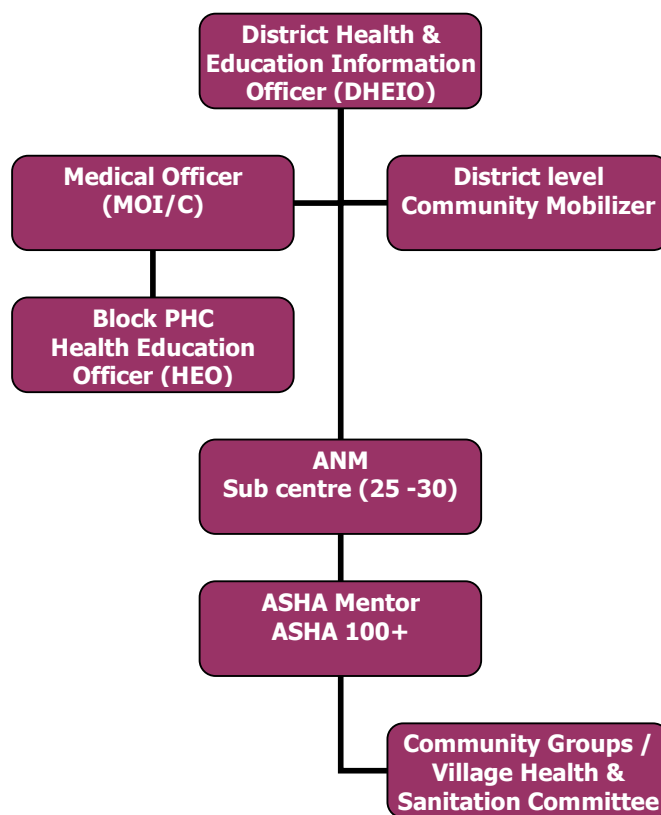 District Health &
Education Information
Officer (DHEIO)
Medical Officer
(MOI/C)
District level
Community Mobilizer
Block PHC
Health Education
Officer (HEO)
ANM
Sub centre (25 -30)
ASHA Mentor
ASHA 100+
Community Groups /
Village Health &
Sanitation Committee